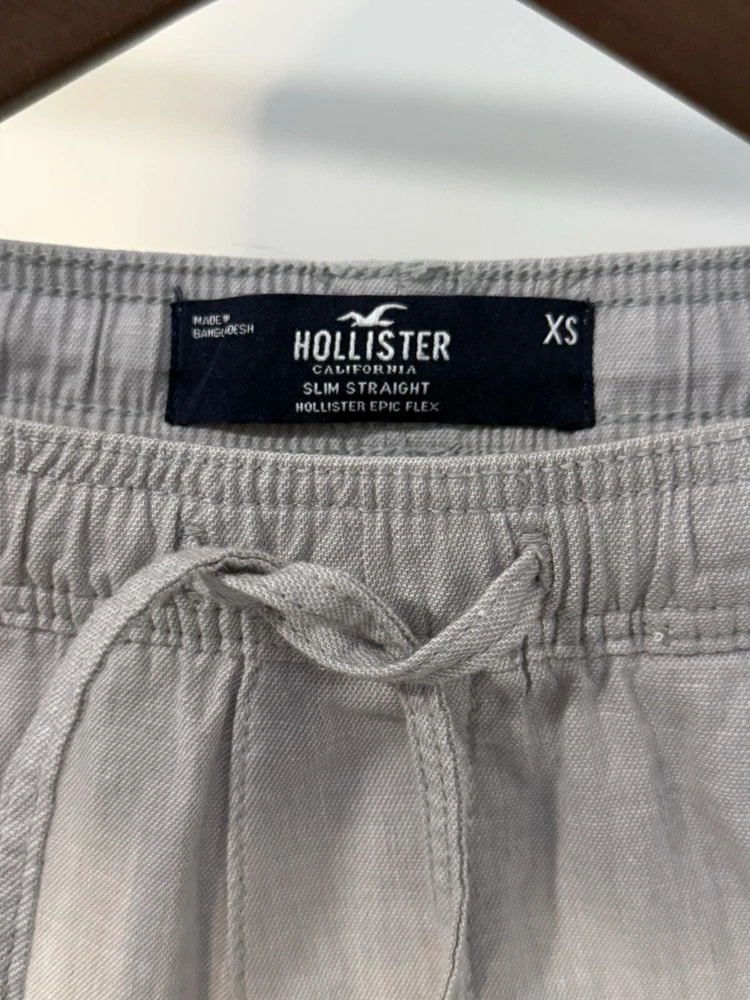 MADE IN
BANGLADESH
HOLLISTER
CALIFORNIA
SLIM STRAIGHT
HOLLISTER EPIC FLEX
XS